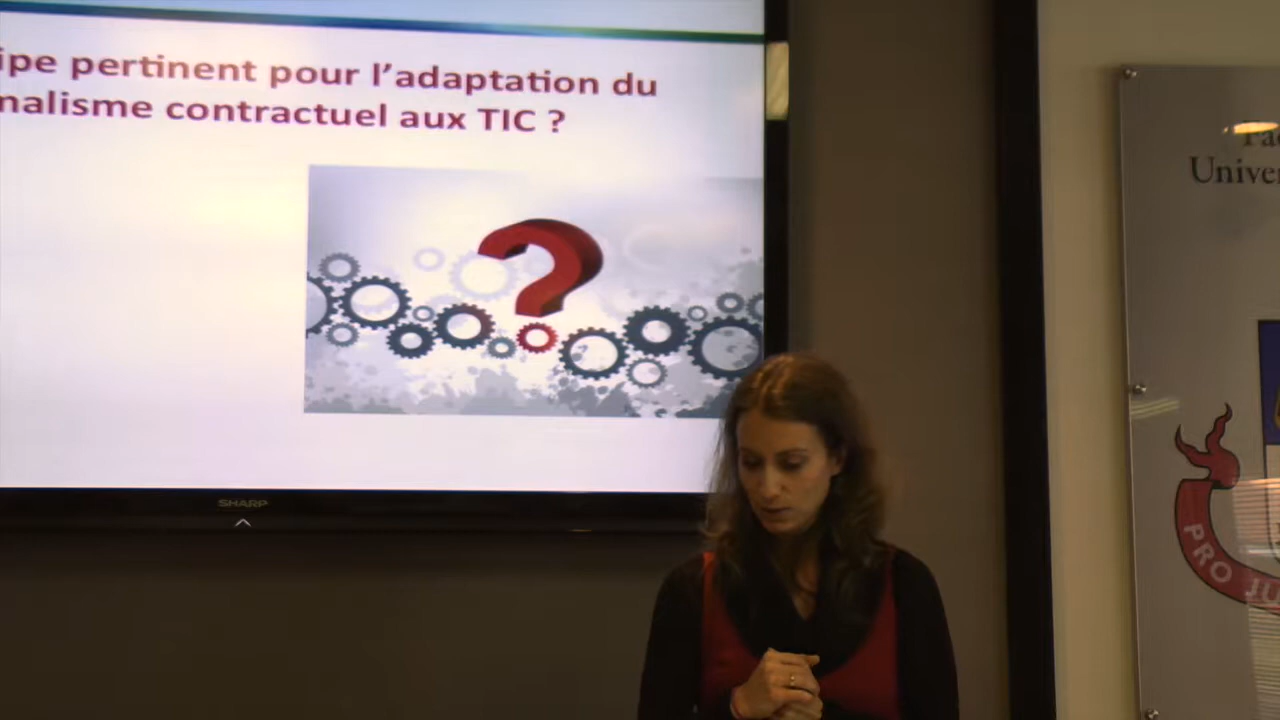 ipe pertinent pour l'adaptation du
nalisme contractuel aux TIC ?
SHARP
Univer
PRO JU